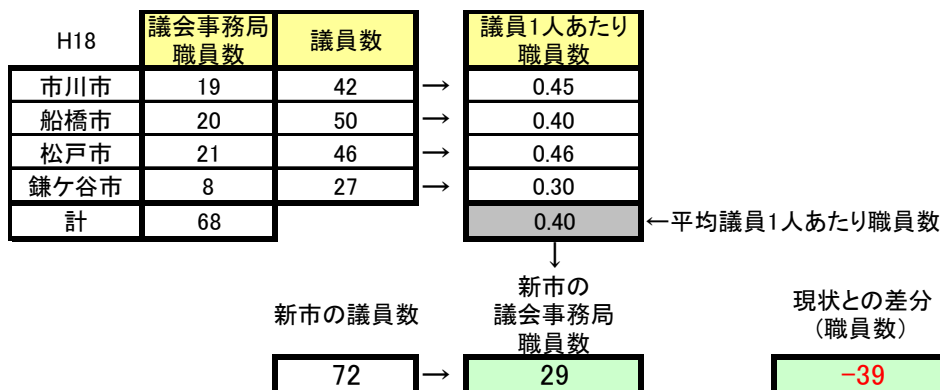 H18 議会事務局職員数 議員数 議員1人あたり職員数
市川市 19 42 → 0.45
船橋市 20 50 → 0.40
松戸市 21 46 → 0.46
鎌ケ谷市 8 27 → 0.30
計 68 0.40 ←平均議員1人あたり職員数
↓
新市の議員数 新市の議会事務局職員数 現状との差分(職員数)
72 → 29 -39